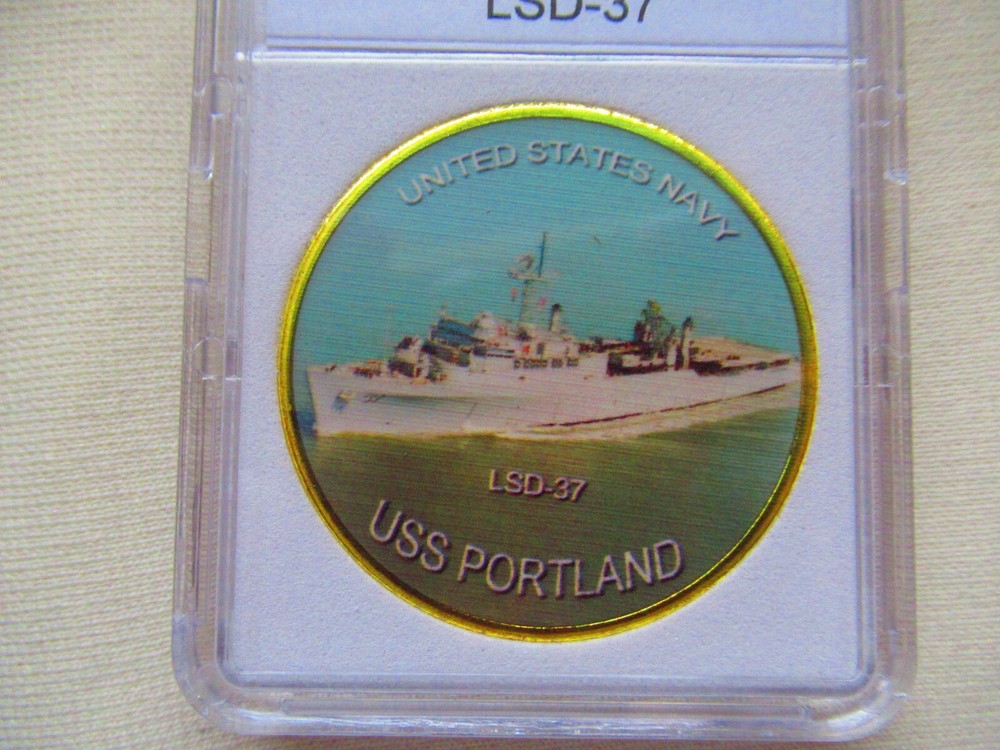 LSD-37
UNITED STATES NAVY
LSD-37
USS PORTLAND